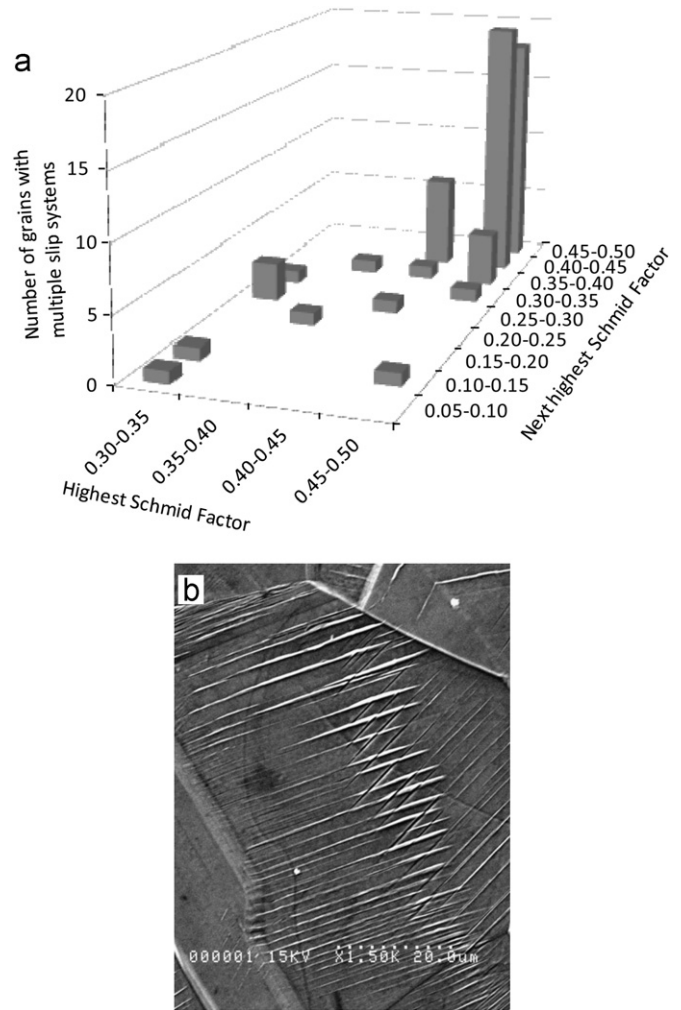 a
Number of grains with
multiple slip systems
20
15
10
5
0
0.30-0.35
0.35-0.40
0.40-0.45
0.45-0.50
Highest Schmid Factor
0.45-0.50
0.40-0.45
0.35-0.40
0.30-0.35
0.25-0.30
0.20-0.25
0.15-0.20
0.10-0.15
0.05-0.10
Next highest Schmid Factor
b
000001 15KV X1.50K 20.0um